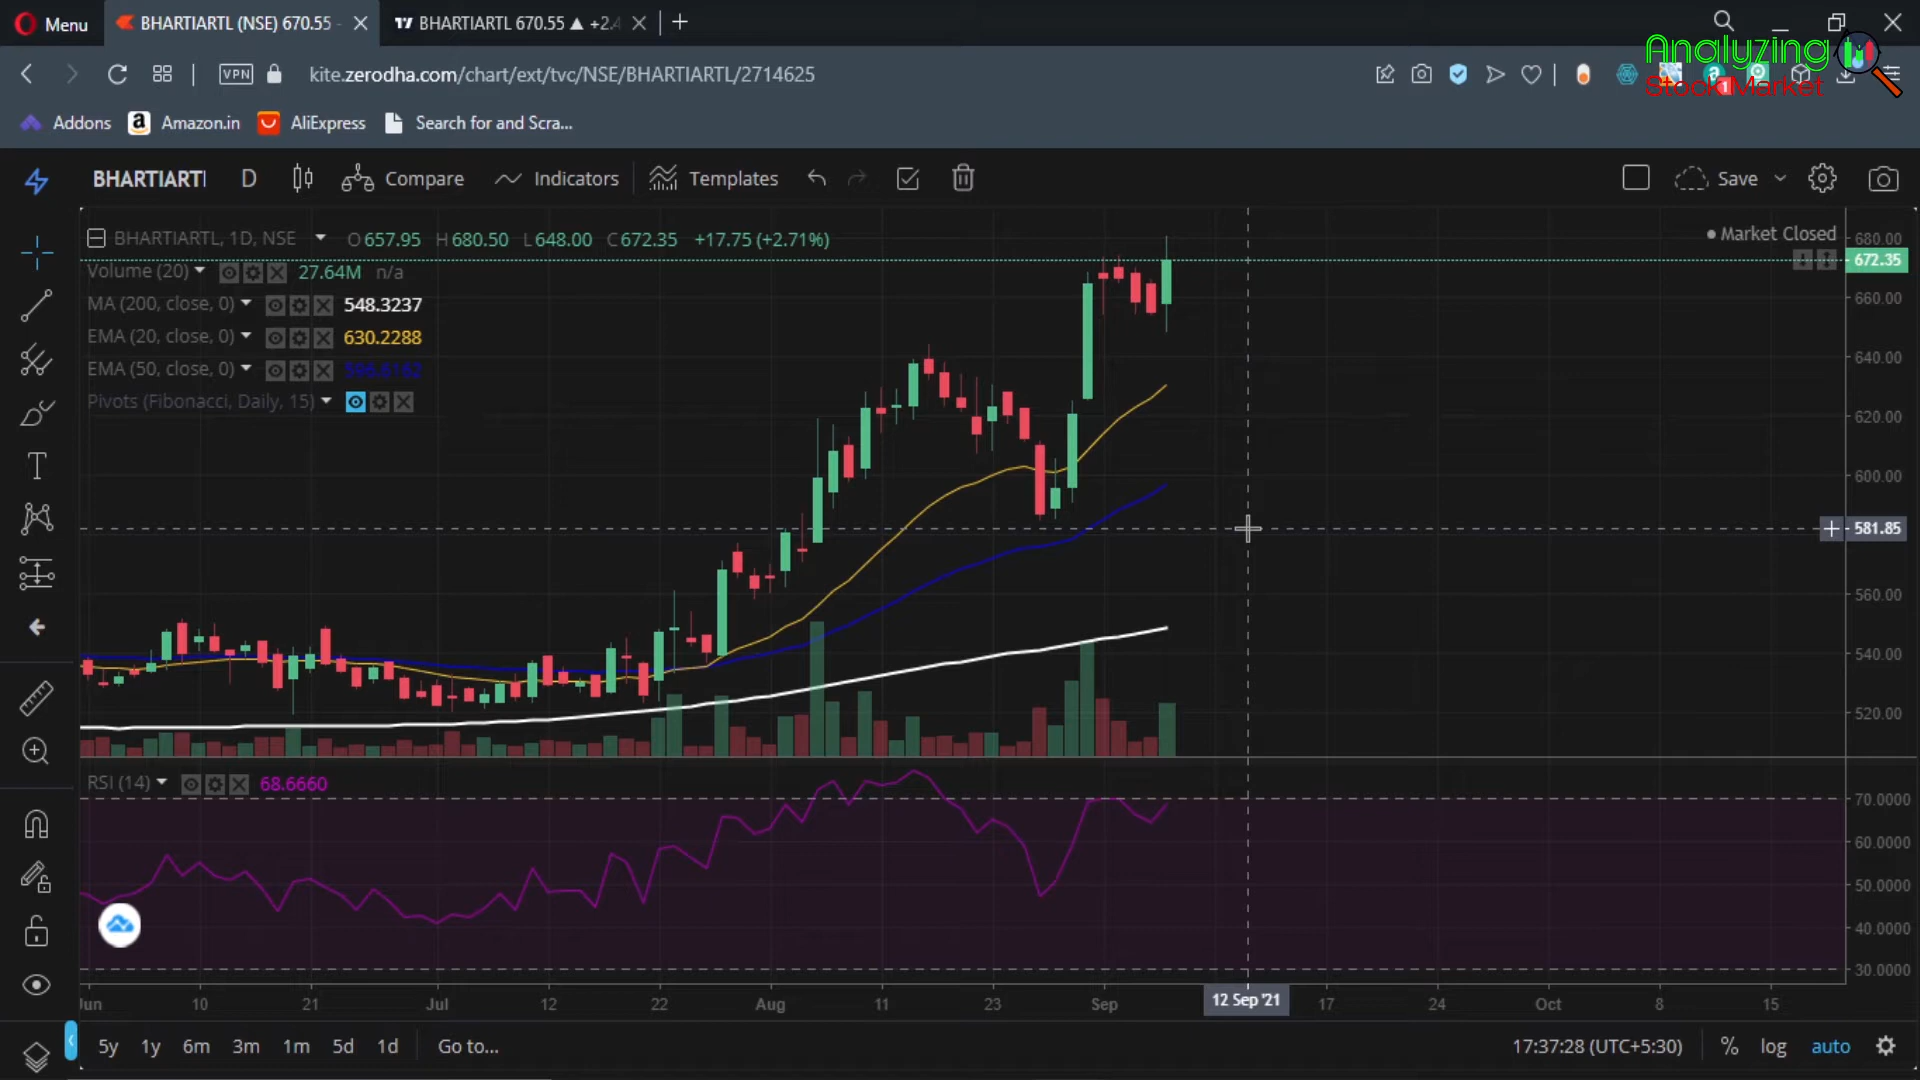 Menu
BHARTIARTL (NSE) 670.55 -
BHARTIARTL 670.55 ▲ +2.4
Analyzing
Stock Market
VPN
kite.zerodha.com/chart/ext/tvc/NSE/BHARTIARTL/2714625
Addons
Amazon.in
AliExpress
Search for and Scra...
BHARTIART
D
Compare
Indicators
Templates
Save
BHARTIARTL, 1D, NSE
O 657.95 H 680.50 L 648.00 C 672.35 +17.75 (+2.71%)
Market Closed
Volume (20) 27.64M n/a
MA (200, close, 0) 548.3237
EMA (20, close, 0) 630.2288
EMA (50, close, 0)
Pivots (Fibonacci, Daily, 15)
680.00
672.35
660.00
640.00
620.00
600.00
581.85
560.00
540.00
520.00
RSI (14) 68.6660
70.0000
60.0000
50.0000
40.0000
30.0000
Jun 10 21 Jul 12 22 Aug 11 23 Sep 12 Sep '21 17 24 Oct 8 15
5y 1y 6m 3m 1m 5d 1d Go to...
17:37:28 (UTC+5:30) % log auto